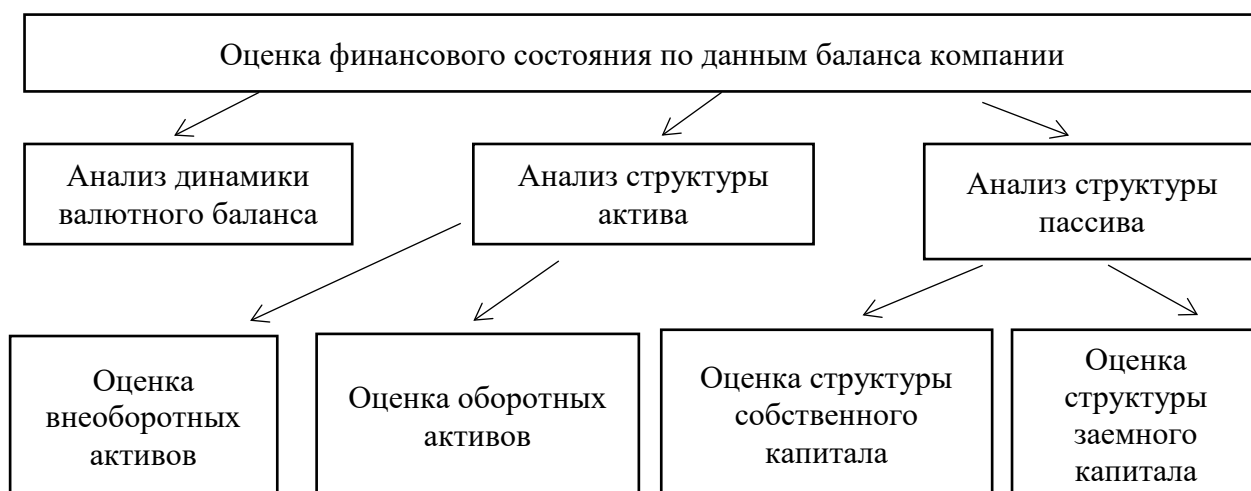 Оценка финансового состояния по данным баланса компании
Анализ динамики
валютного баланса
Анализ структуры
актива
Анализ структуры
пассива
Оценка
внеоборотных
активов
Оценка оборотных
активов
Оценка структуры
собственного
капитала
Оценка
структуры
заемного
капитала